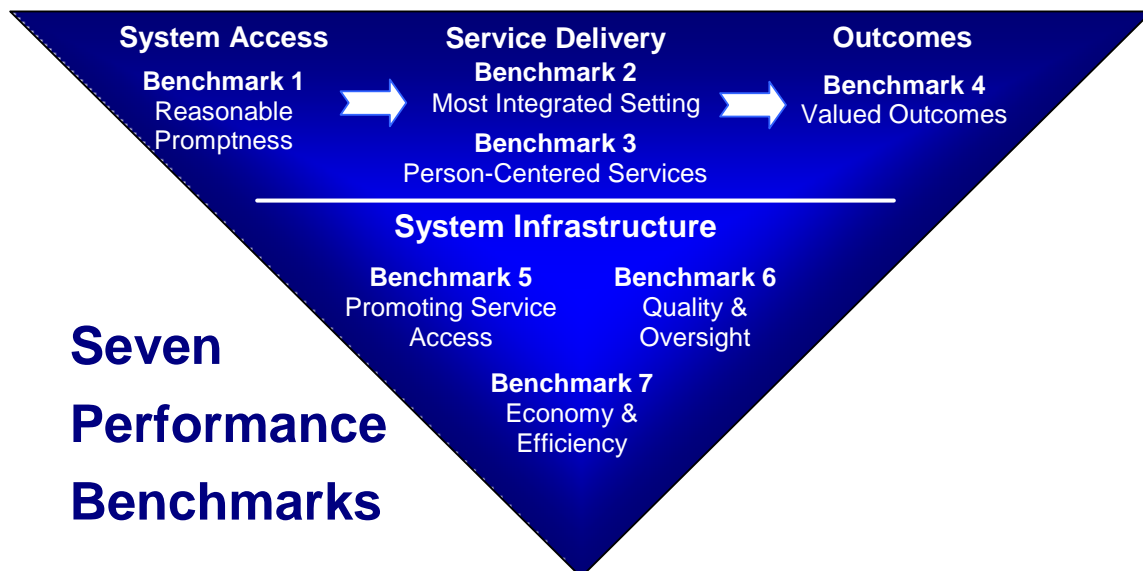 System Access
Service Delivery
Outcomes
Benchmark 1
Reasonable
Promptness
Benchmark 2
Most Integrated Setting
Benchmark 3
Person-Centered Services
Benchmark 4
Valued Outcomes
System Infrastructure
Benchmark 5
Promoting Service
Access
Benchmark 6
Quality &
Oversight
Benchmark 7
Economy &
Efficiency
Seven
Performance
Benchmarks